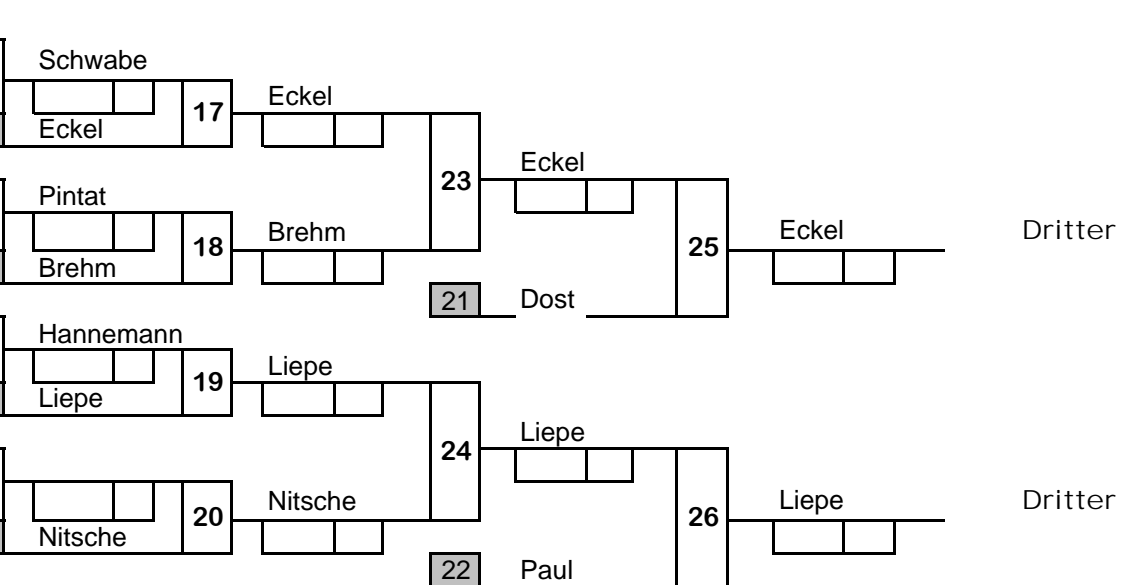 Schwabe
17
Eckel
Eckel
23
Eckel
Pintat
18
Brehm
Brehm
25
Eckel
Dritter
21
Dost
Hannemann
19
Liepe
Liepe
24
Liepe
20
Nitsche
Nitsche
26
Liepe
Dritter
22
Paul